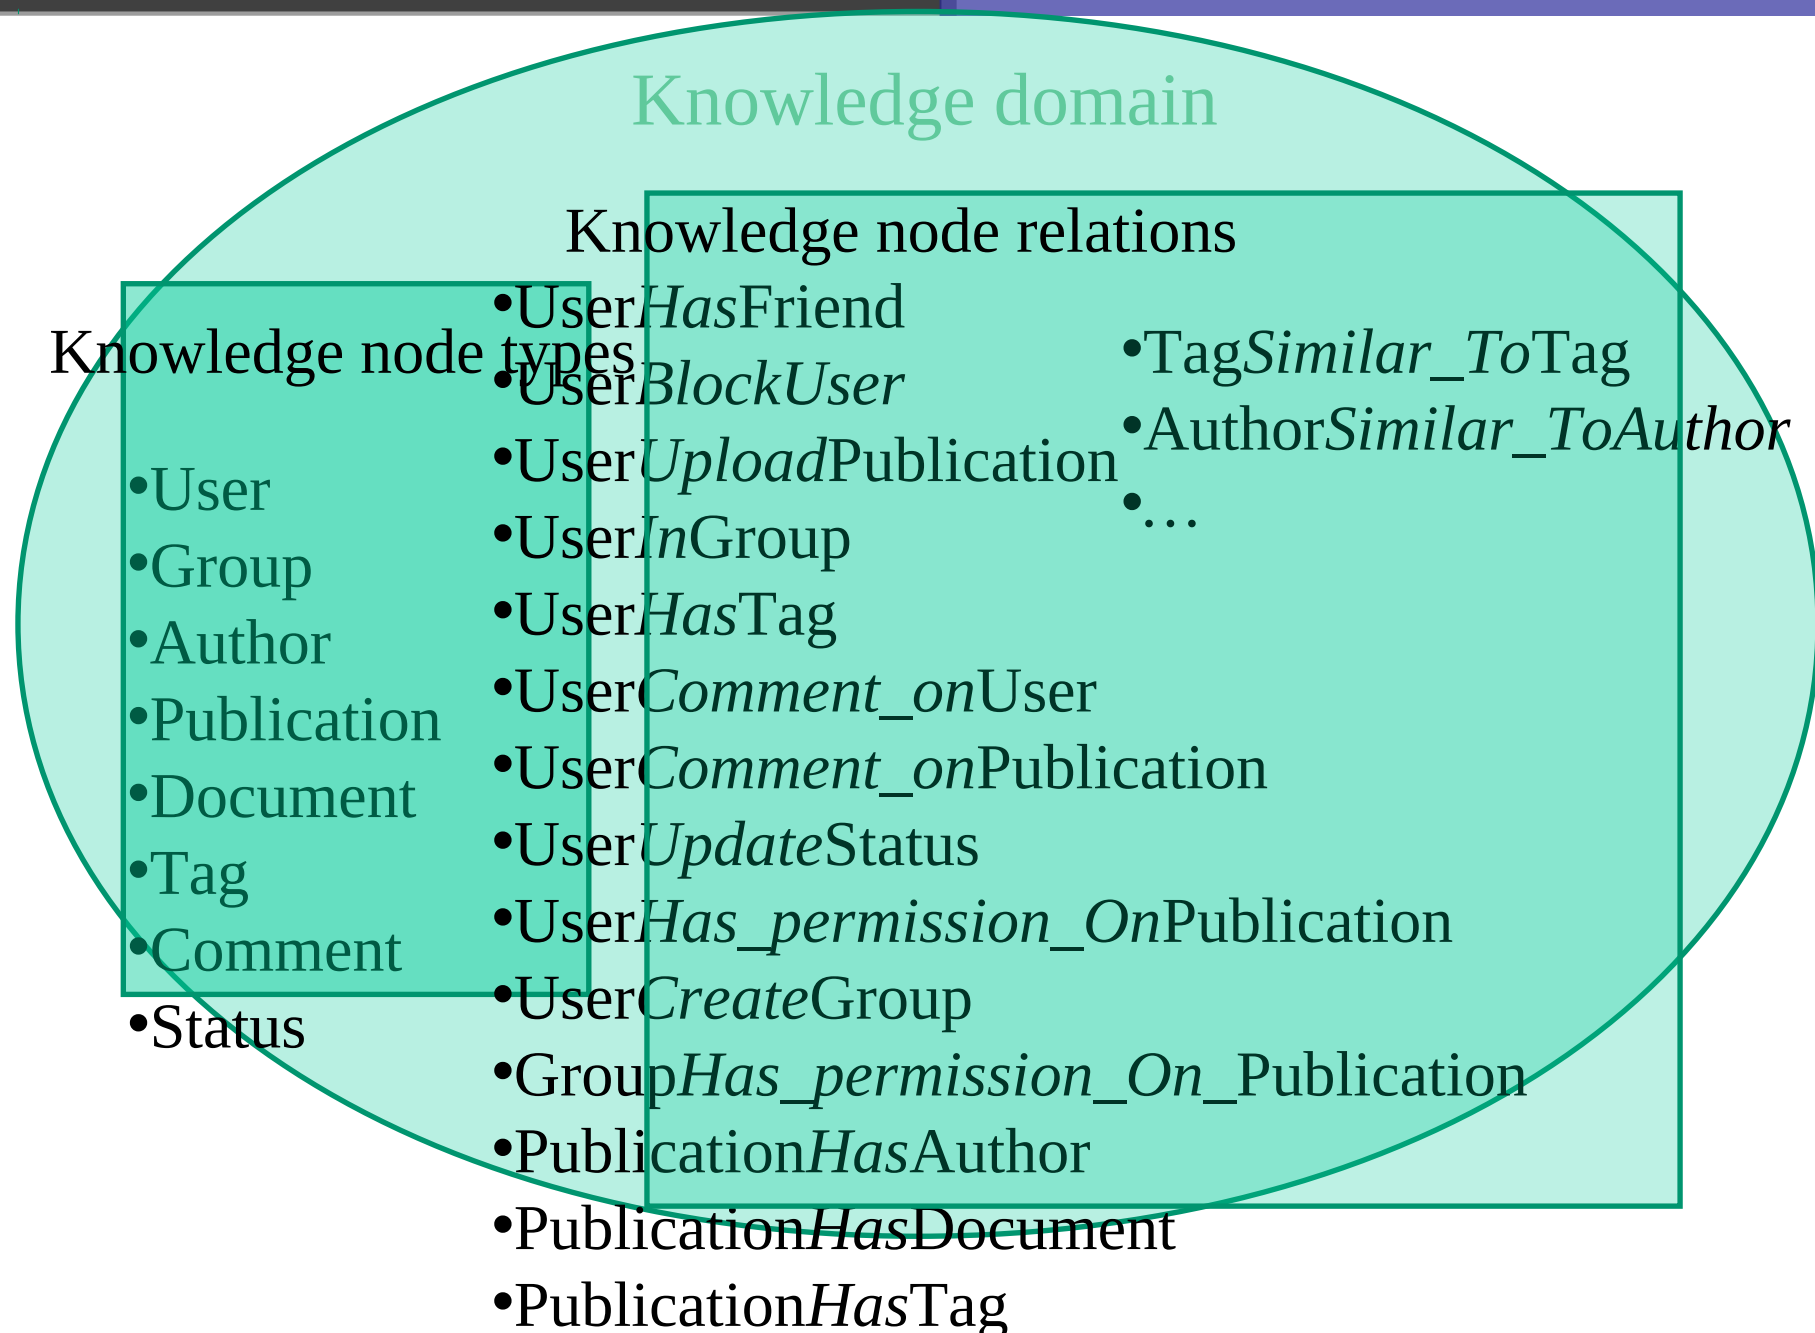 Knowledge domain
Knowledge node types
•User
•Group
•Author
•Publication
•Document
•Tag
•Comment
•Status
Knowledge node relations
•UserHasFriend
•UserBlockUser
•UserUploadPublication
•UserInGroup
•UserHasTag
•UserComment_onUser
•UserComment_onPublication
•UserUpdateStatus
•UserHas_permission_OnPublication
•UserCreateGroup
•GroupHas_permission_On_Publication
•PublicationHasAuthor
•PublicationHasDocument
•PublicationHasTag
•TagSimilar_ToTag
•AuthorSimilar_ToAuthor
•…